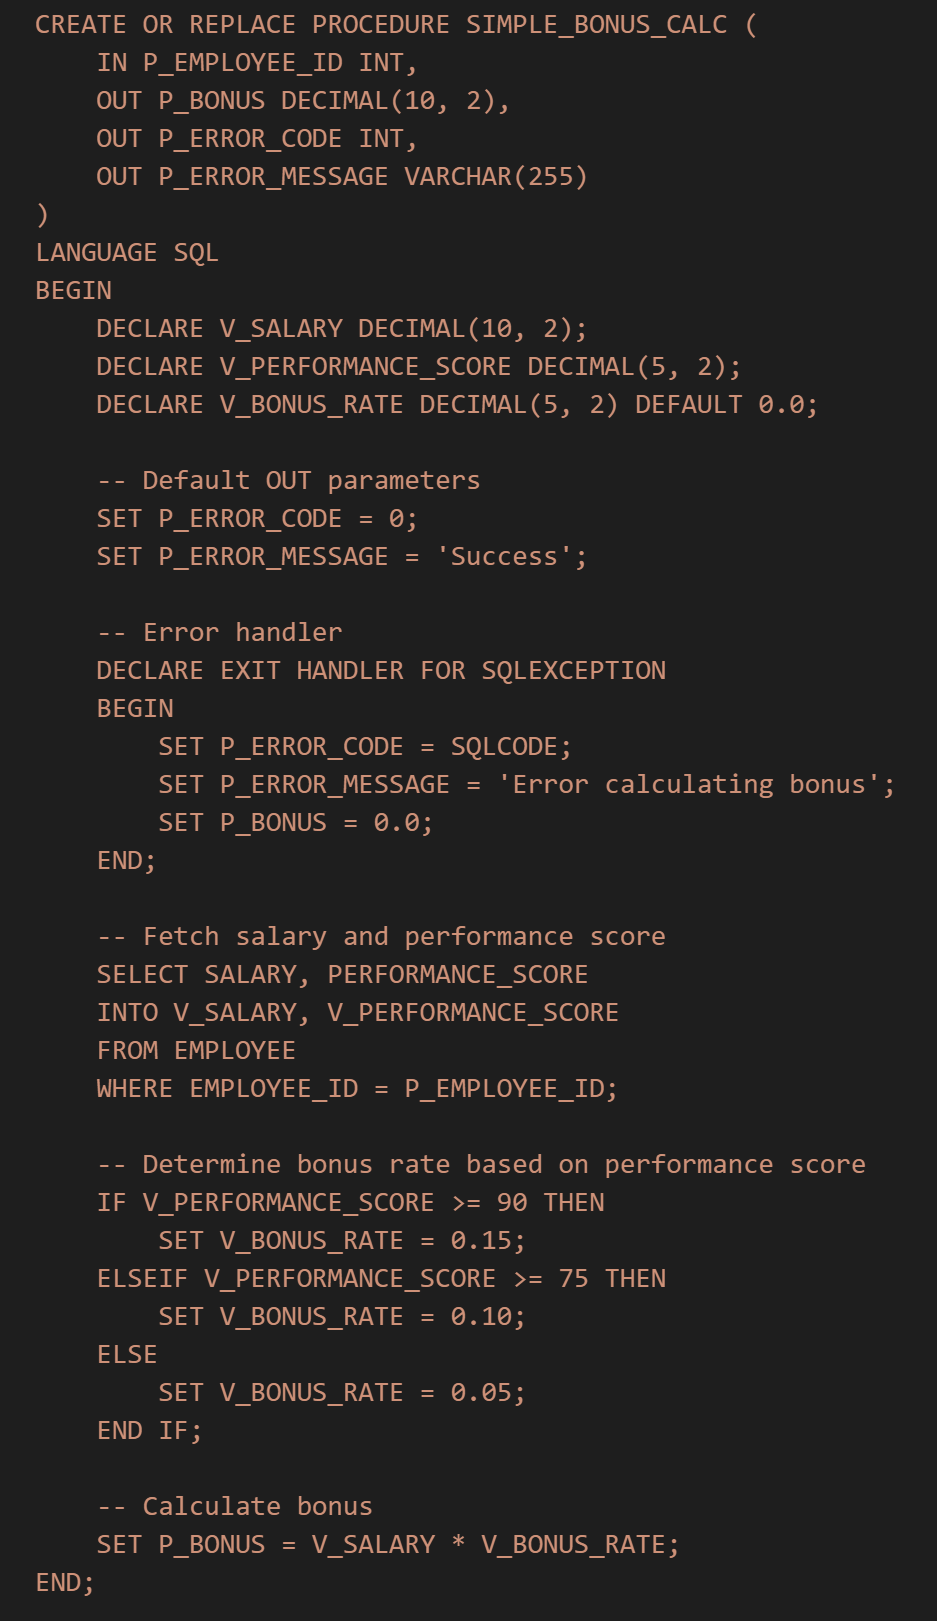 CREATE OR REPLACE PROCEDURE SIMPLE_BONUS_CALC (
    IN P_EMPLOYEE_ID INT,
    OUT P_BONUS DECIMAL(10, 2),
    OUT P_ERROR_CODE INT,
    OUT P_ERROR_MESSAGE VARCHAR(255)
)
LANGUAGE SQL
BEGIN
    DECLARE V_SALARY DECIMAL(10, 2);
    DECLARE V_PERFORMANCE_SCORE DECIMAL(5, 2);
    DECLARE V_BONUS_RATE DECIMAL(5, 2) DEFAULT 0.0;

    -- Default OUT parameters
    SET P_ERROR_CODE = 0;
    SET P_ERROR_MESSAGE = 'Success';

    -- Error handler
    DECLARE EXIT HANDLER FOR SQLEXCEPTION
    BEGIN
        SET P_ERROR_CODE = SQLCODE;
        SET P_ERROR_MESSAGE = 'Error calculating bonus';
        SET P_BONUS = 0.0;
    END;

    -- Fetch salary and performance score
    SELECT SALARY, PERFORMANCE_SCORE
    INTO V_SALARY, V_PERFORMANCE_SCORE
    FROM EMPLOYEE
    WHERE EMPLOYEE_ID = P_EMPLOYEE_ID;

    -- Determine bonus rate based on performance score
    IF V_PERFORMANCE_SCORE >= 90 THEN
        SET V_BONUS_RATE = 0.15;
    ELSEIF V_PERFORMANCE_SCORE >= 75 THEN
        SET V_BONUS_RATE = 0.10;
    ELSE
        SET V_BONUS_RATE = 0.05;
    END IF;

    -- Calculate bonus
    SET P_BONUS = V_SALARY * V_BONUS_RATE;
END;